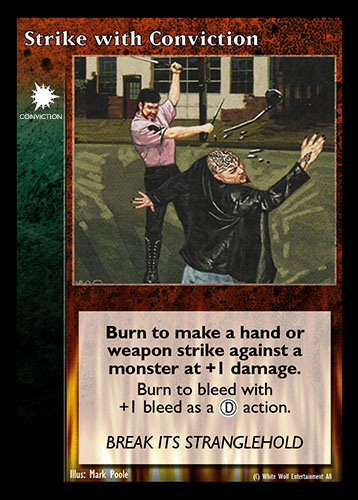 Strike with Conviction
CONVICTION
Burn to make a hand or
weapon strike against a
monster at +1 damage.
Burn to bleed with
+1 bleed as a Ⓓ action.
BREAK ITS STRANGLEHOLD
Illus: Mark Poole
(C) White Wolf Entertainment AB